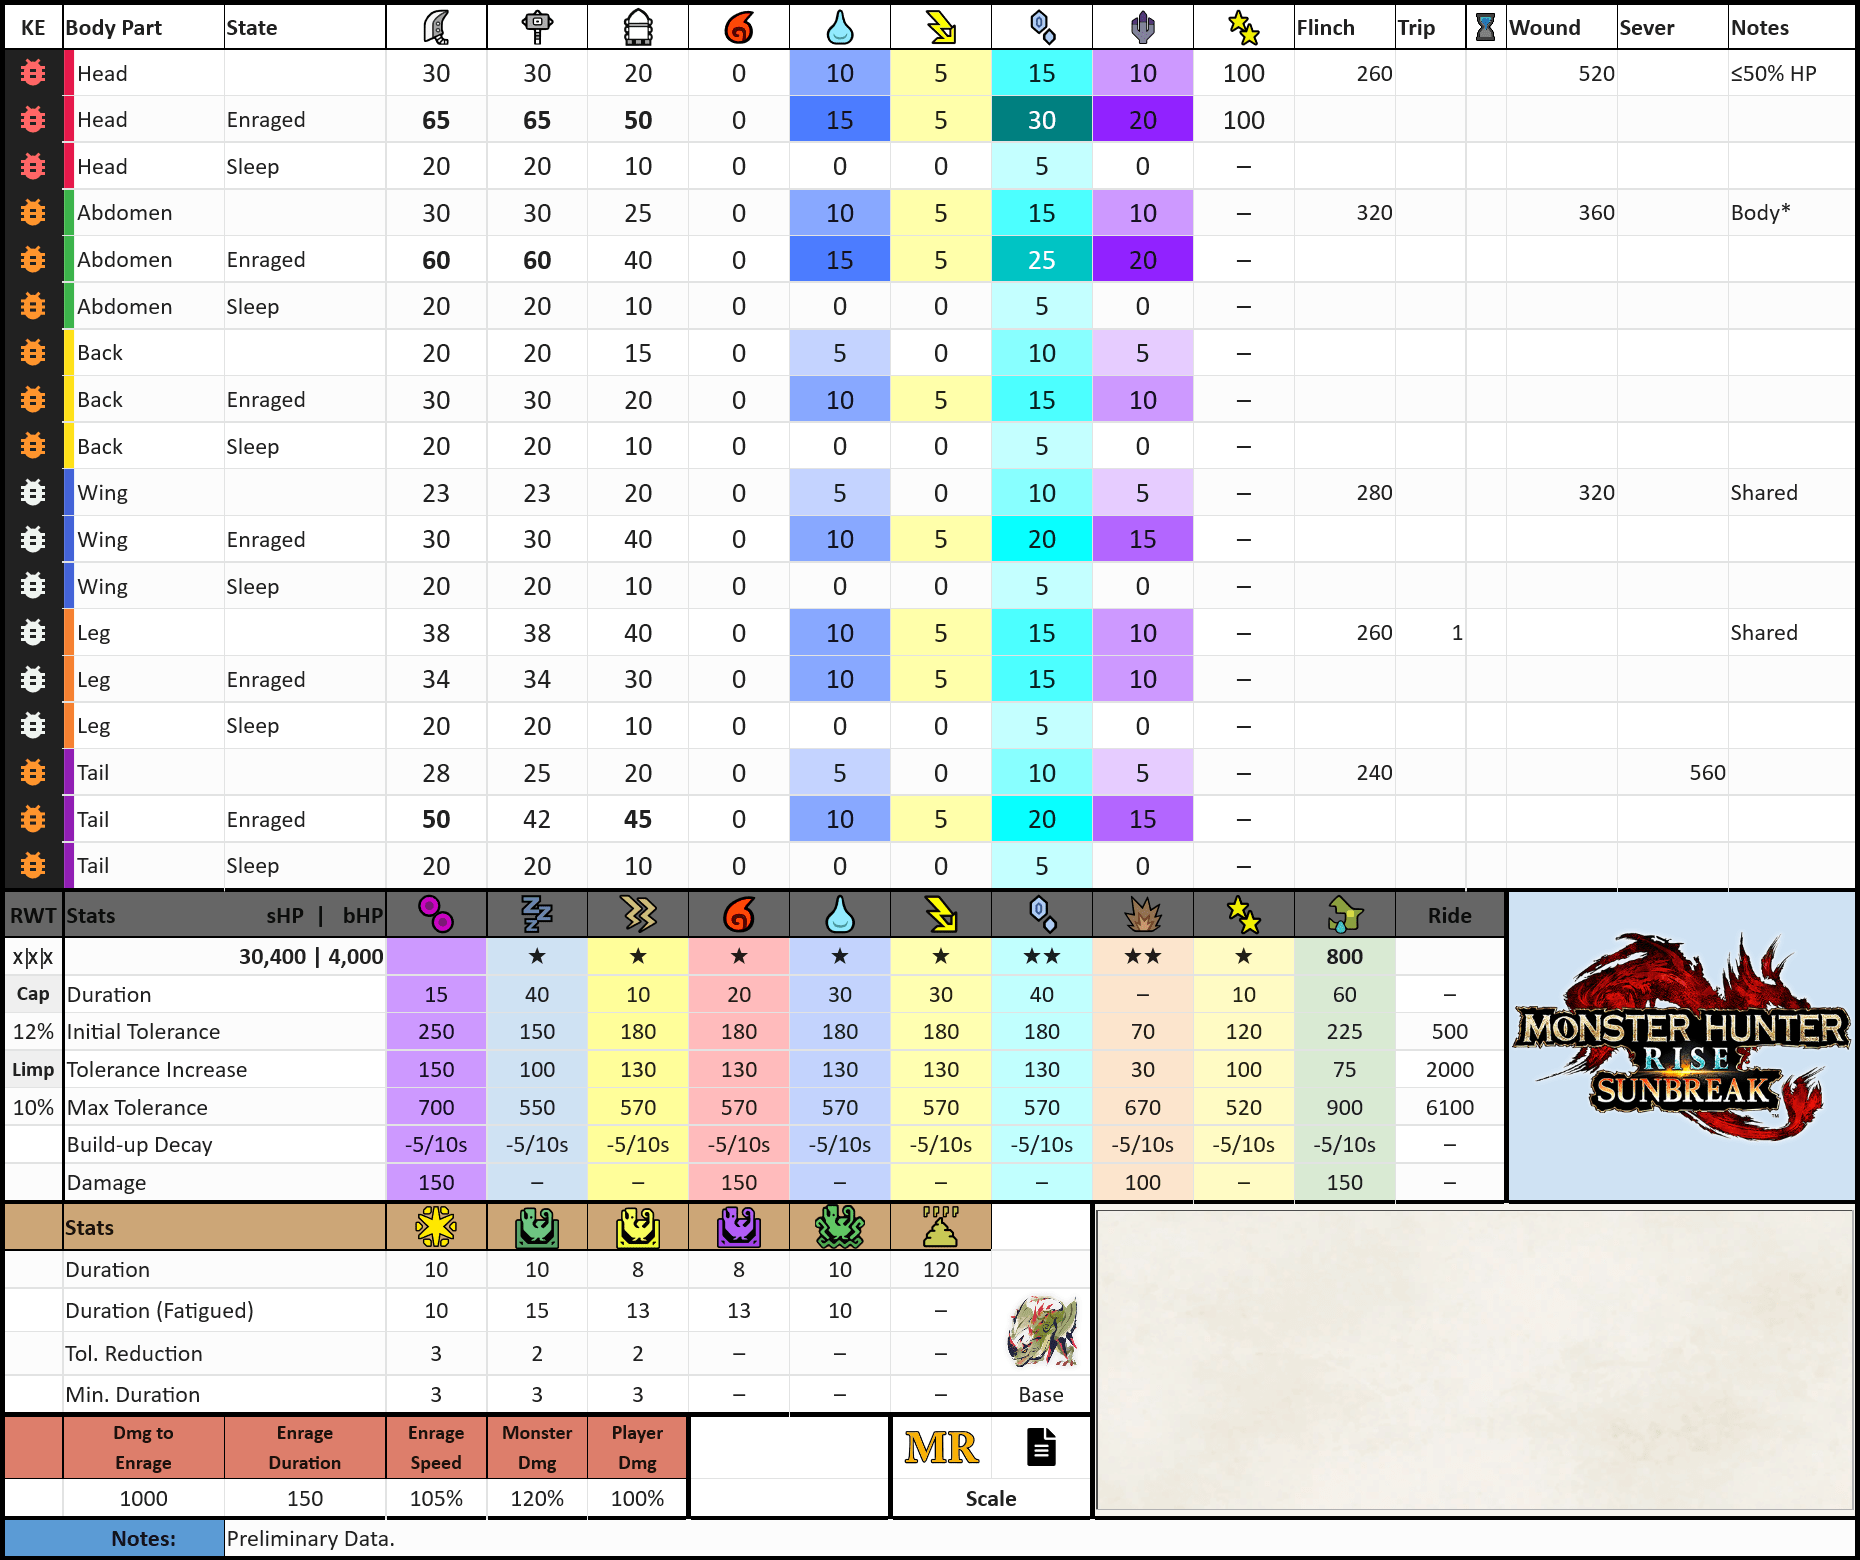 KE Body Part State Flinch Trip Wound Sever Notes
Head 30 30 20 0 10 5 15 10 100 260 520 ≤50% HP
Head Enraged 65 65 50 0 15 5 30 20 100
Head Sleep 20 20 10 0 0 0 5 0 –
Abdomen 30 30 25 0 10 5 15 10 – 320 360 Body*
Abdomen Enraged 60 60 40 0 15 5 25 20 –
Abdomen Sleep 20 20 10 0 0 0 5 0 –
Back 20 20 15 0 5 0 10 5 –
Back Enraged 30 30 20 0 10 5 15 10 –
Back Sleep 20 20 10 0 0 0 5 0 –
Wing 23 23 20 0 5 0 10 5 – 280 320 Shared
Wing Enraged 30 30 40 0 10 5 20 15 –
Wing Sleep 20 20 10 0 0 0 5 0 –
Leg 38 38 40 0 10 5 15 10 – 260 1 Shared
Leg Enraged 34 34 30 0 10 5 15 10 –
Leg Sleep 20 20 10 0 0 0 5 0 –
Tail 28 25 20 0 5 0 10 5 – 240 560
Tail Enraged 50 42 45 0 10 5 20 15 –
Tail Sleep 20 20 10 0 0 0 5 0 –
RWT Stats sHP | bHP Ride
x|x|x 30,400 | 4,000 ★ ★ ★ ★ ★ ★★ ★★ ★ 800
Cap Duration 15 40 10 20 30 30 40 – 10 60 –
12% Initial Tolerance 250 150 180 180 180 180 180 70 120 225 500
Limp Tolerance Increase 150 100 130 130 130 130 130 30 100 75 2000
10% Max Tolerance 700 550 570 570 570 570 570 670 520 900 6100
Build-up Decay -5/10s -5/10s -5/10s -5/10s -5/10s -5/10s -5/10s -5/10s -5/10s -5/10s –
Damage 150 – – 150 – – – 100 – 150 –
MONSTER HUNTER
RISE
SUNBREAK™
Stats
Duration 10 10 8 8 10 120
Duration (Fatigued) 10 15 13 13 10 –
Tol. Reduction 3 2 2 – – –
Min. Duration 3 3 3 – – – Base
Dmg to Enrage Enrage Monster Player
Enrage Duration Speed Dmg Dmg
MR
1000 150 105% 120% 100% Scale
Notes: Preliminary Data.